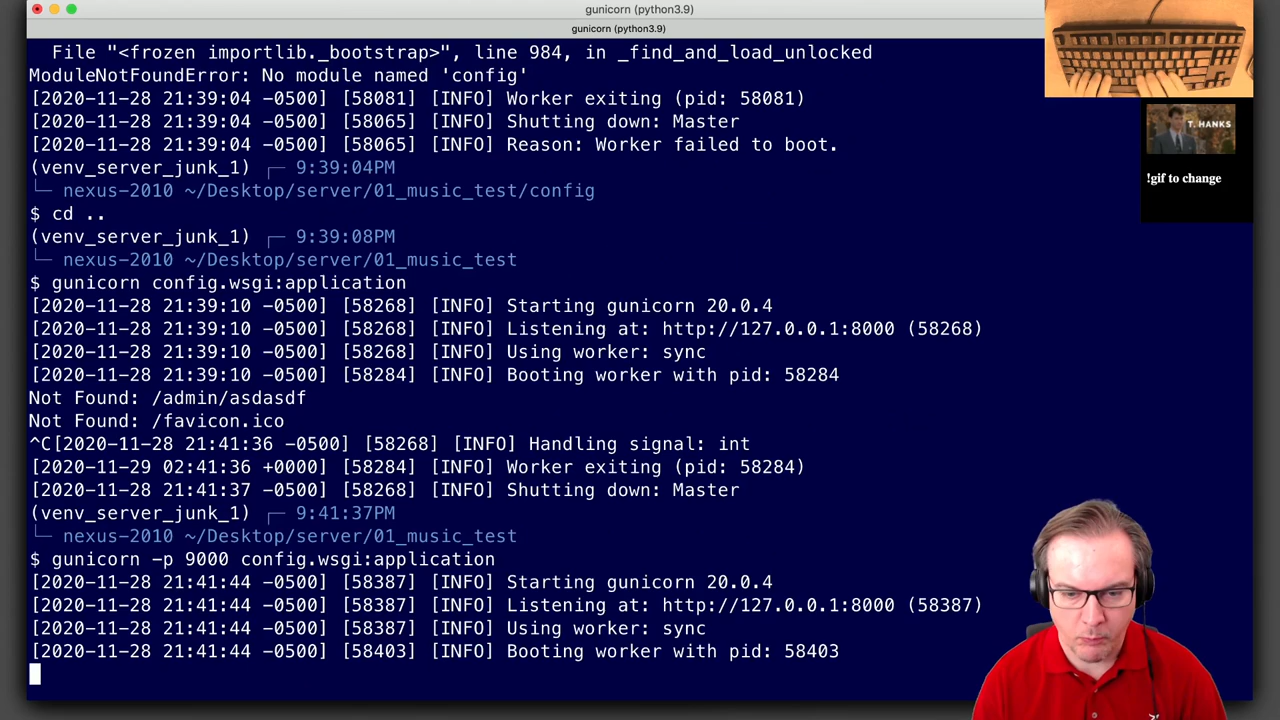 gunicorn (python3.9)
gunicorn (python3.9)
File "<frozen importlib._bootstrap>", line 984, in _find_and_load_unlocked
ModuleNotFoundError: No module named 'config'
[2020-11-28 21:39:04 -0500] [58081] [INFO] Worker exiting (pid: 58081)
[2020-11-28 21:39:04 -0500] [58065] [INFO] Shutting down: Master
[2020-11-28 21:39:04 -0500] [58065] [INFO] Reason: Worker failed to boot.
(venv_server_junk_1) ┌─ 9:39:04PM
└─ nexus-2010 ~/Desktop/server/01_music_test/config
$ cd ..
(venv_server_junk_1) ┌─ 9:39:08PM
└─ nexus-2010 ~/Desktop/server/01_music_test
$ gunicorn config.wsgi:application
[2020-11-28 21:39:10 -0500] [58268] [INFO] Starting gunicorn 20.0.4
[2020-11-28 21:39:10 -0500] [58268] [INFO] Listening at: http://127.0.0.1:8000 (58268)
[2020-11-28 21:39:10 -0500] [58268] [INFO] Using worker: sync
[2020-11-28 21:39:10 -0500] [58284] [INFO] Booting worker with pid: 58284
Not Found: /admin/asdasdf
Not Found: /favicon.ico
^C[2020-11-28 21:41:36 -0500] [58268] [INFO] Handling signal: int
[2020-11-29 02:41:36 +0000] [58284] [INFO] Worker exiting (pid: 58284)
[2020-11-28 21:41:37 -0500] [58268] [INFO] Shutting down: Master
(venv_server_junk_1) ┌─ 9:41:37PM
└─ nexus-2010 ~/Desktop/server/01_music_test
$ gunicorn -p 9000 config.wsgi:application
[2020-11-28 21:41:44 -0500] [58387] [INFO] Starting gunicorn 20.0.4
[2020-11-28 21:41:44 -0500] [58387] [INFO] Listening at: http://127.0.0.1:8000 (58387)
[2020-11-28 21:41:44 -0500] [58387] [INFO] Using worker: sync
[2020-11-28 21:41:44 -0500] [58403] [INFO] Booting worker with pid: 58403
T. HANKS
!gif to change